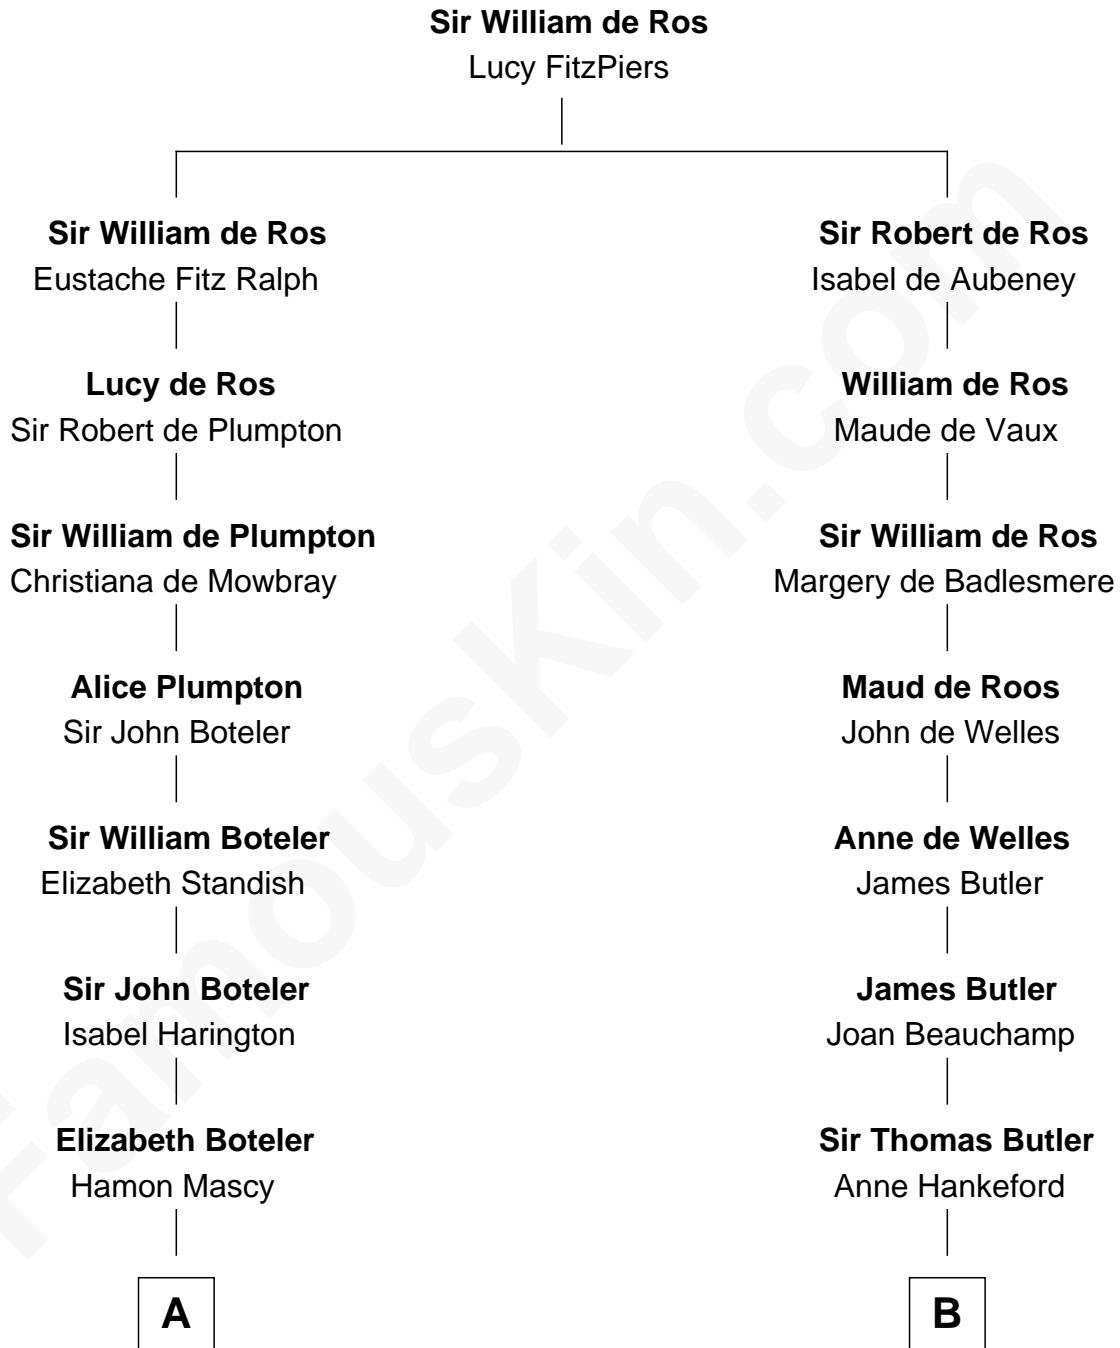 Sir William de Ros
Lucy FitzPiers
Sir William de Ros
Eustache Fitz Ralph
Sir Robert de Ros
Isabel de Aubeney
Lucy de Ros
Sir Robert de Plumpton
William de Ros
Maude de Vaux
Sir William de Plumpton
Christiana de Mowbray
Sir William de Ros
Margery de Badlesmere
Alice Plumpton
Sir John Boteler
Maud de Roos
John de Welles
Sir William Boteler
Elizabeth Standish
Anne de Welles
James Butler
Sir John Boteler
Isabel Harington
James Butler
Joan Beauchamp
Elizabeth Boteler
Hamon Mascy
Sir Thomas Butler
Anne Hankeford
A
B
FamousKin.com